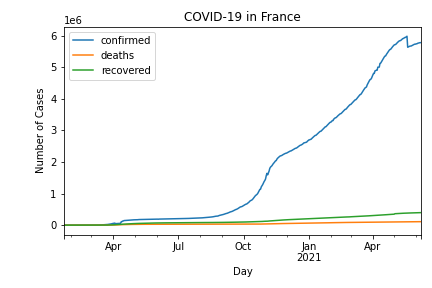 COVID-19 in France
1e6
confirmed
deaths
recovered
6
5
4
3
2
1
0
Number of Cases
Apr
Jul
Oct
Jan
2021
Apr
Day